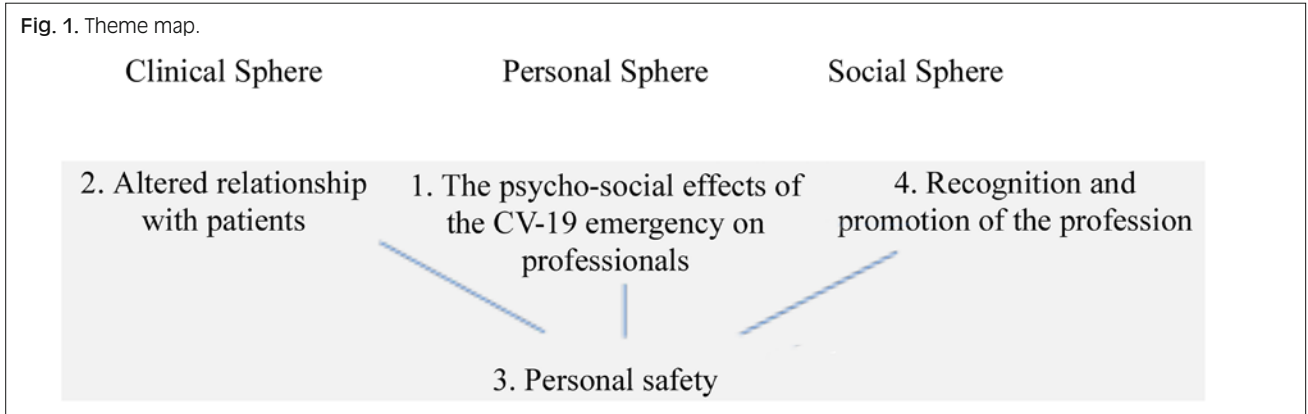 Fig. 1. Theme map.
Clinical Sphere
Personal Sphere
Social Sphere
2. Altered relationship
with patients
1. The psycho-social effects of
the CV-19 emergency on
professionals
4. Recognition and
promotion of the profession
3. Personal safety